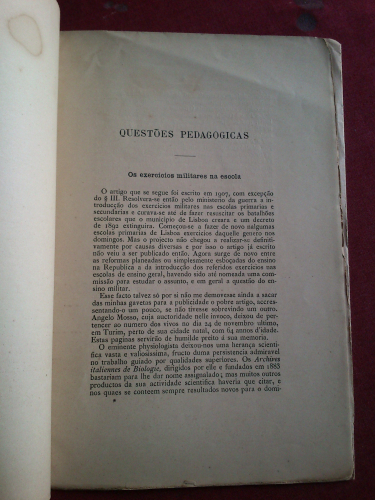 QUESTÕES PEDAGOGICAS
Os exercicios militares na escola
O artigo que se segue foi escrito em 1907, com excepção
do § III. Resolvera-se então pelo ministerio da guerra a in-
troducção dos exercicios militares nas escolas primarias e
secundarias e curava-se até de fazer resuscitar os batalhões
escolares que o municipio de Lisboa creara e um decreto
de 1892 extinguira. Começou-se a fazer de novo nalgumas
escolas primarias de Lisboa exercicios daquelle genero nos
domingos. Mas o projecto não chegou a realizar-se definiti-
vamente por causas diversas e por isso o artigo já escrito
não veiu a ser publicado então. Agora surge de novo entre
as reformas planeadas ou simplesmente esboçadas do ensino
na Republica a da introducção dos referidos exercicios nas
escolas de ensino geral, havendo sido até nomeada uma com-
missão para estudar o assunto, e em geral a questão do en-
sino militar.
Esse facto talvez só por si me não demovesse ainda a sacar
das minhas gavetas para a publicidade o sobre artigo, accres-
centando-o um pouco, se não tivesse sobrevindo um outro.
Angelo Mosso, cuja auctoridade nelle invoco, deixou de per-
tencer ao numero dos vivos no dia 24 de novembro ultimo,
em Turim, perto de sua cidade natal, com 64 annos d'idade.
Estas paginas servirão de humilde preito á sua memoria.
O eminente physiologista deixou-nos uma herança scienti-
fica vasta e valiosissima, fructo duma persistencia admiravel
no trabalho guiado por qualidades superiores. Os Archives
italiennes de Biologie, dirigidos por elle e fundados em 1883
bastariam para lhe dar nome assignalado; mas muitos outros
productos da sua actividade scientifica haveria que citar, e
nos quaes se conteem sempre resultados novos para o domi-
*